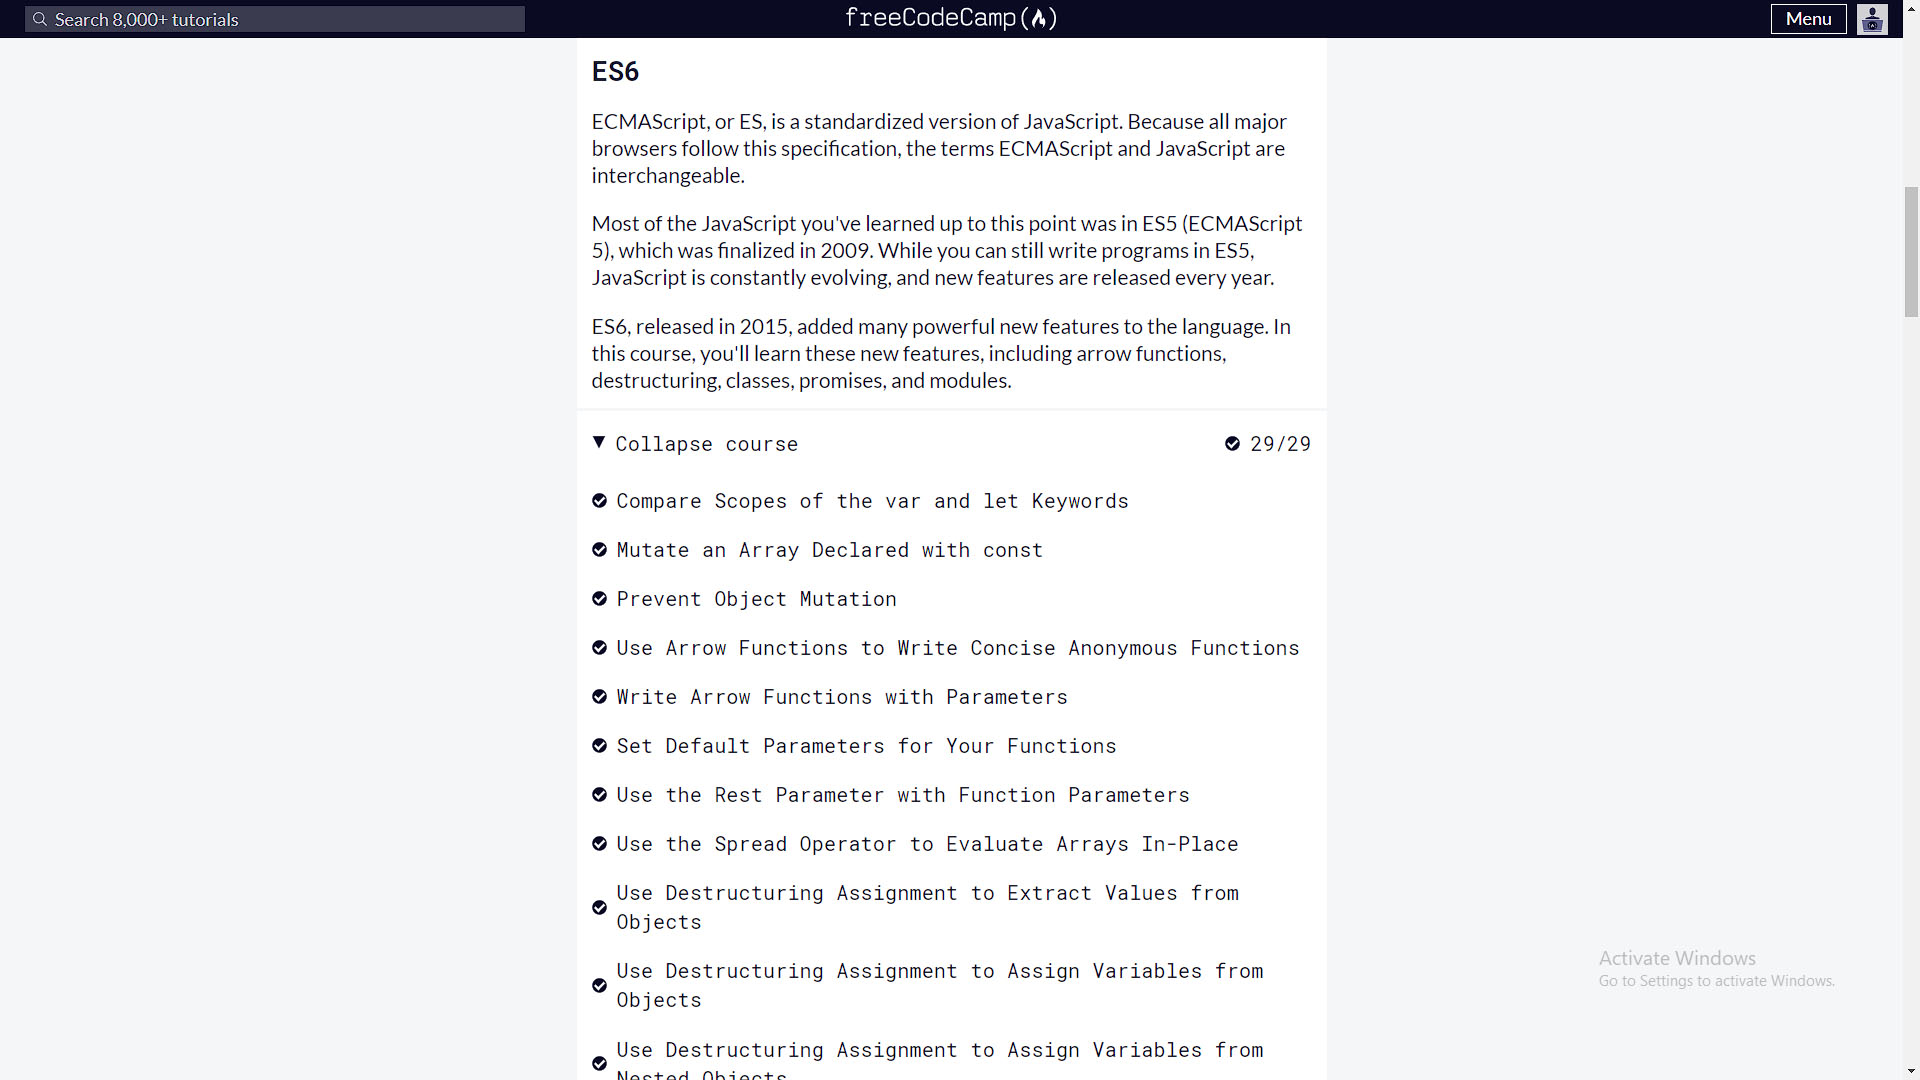 Search 8,000+ tutorials
freeCodeCamp(🔥)
Menu
ES6
ECMAScript, or ES, is a standardized version of JavaScript. Because all major
browsers follow this specification, the terms ECMAScript and JavaScript are
interchangeable.
Most of the JavaScript you've learned up to this point was in ES5 (ECMAScript
5), which was finalized in 2009. While you can still write programs in ES5,
JavaScript is constantly evolving, and new features are released every year.
ES6, released in 2015, added many powerful new features to the language. In
this course, you'll learn these new features, including arrow functions,
destructuring, classes, promises, and modules.
Collapse course 29/29
Compare Scopes of the var and let Keywords
Mutate an Array Declared with const
Prevent Object Mutation
Use Arrow Functions to Write Concise Anonymous Functions
Write Arrow Functions with Parameters
Set Default Parameters for Your Functions
Use the Rest Parameter with Function Parameters
Use the Spread Operator to Evaluate Arrays In-Place
Use Destructuring Assignment to Extract Values from
Objects
Use Destructuring Assignment to Assign Variables from
Objects
Use Destructuring Assignment to Assign Variables from
Nested Objects
Activate Windows
Go to Settings to activate Windows.